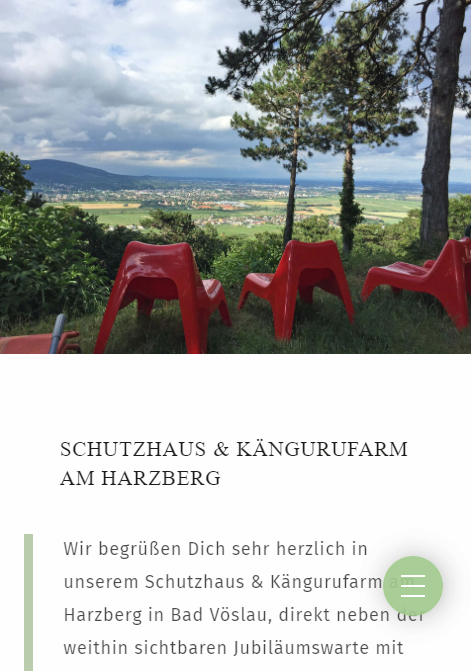 SCHUTZHAUS & KÄNGURUFARM
AM HARZBERG
Wir begrüßen Dich sehr herzlich in
unserem Schutzhaus & Kängurufarm am
Harzberg in Bad Vöslau, direkt neben der
weithin sichtbaren Jubiläumswarte mit